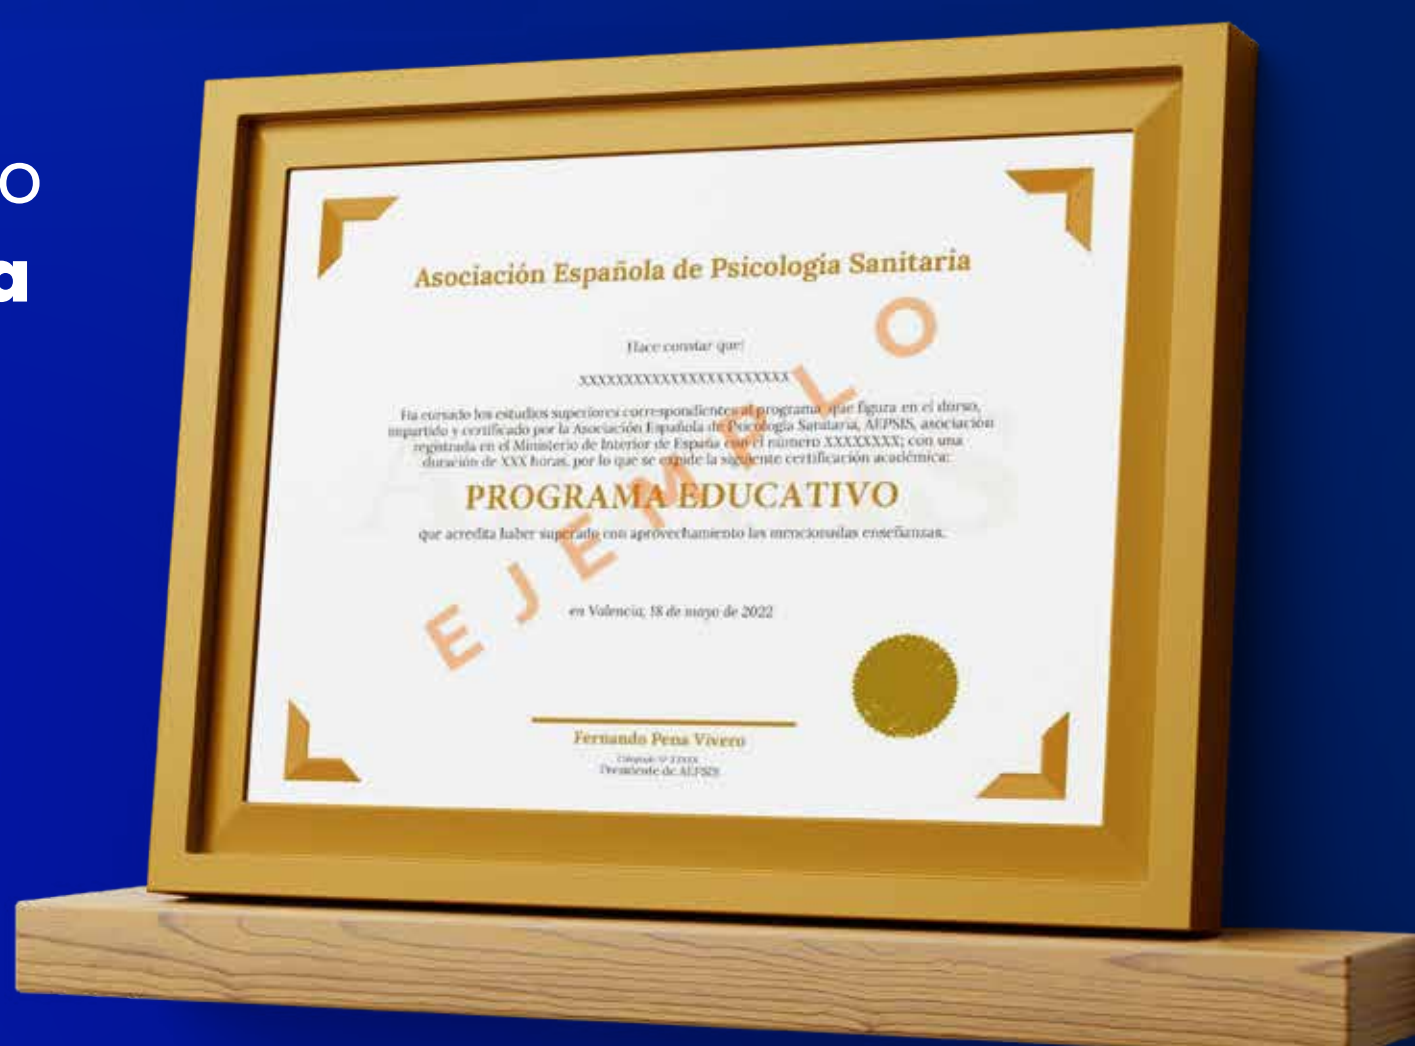 o
a
Asociación Española de Psicología Sanitaria
Hace constar que:
XXXXXXXXXXXXXXXXXXXXXXX
Ha cursado los estudios superiores correspondientes al programa que figura en el dorso,
impartido y certificado por la Asociación Española de Psicología Sanitaria, AEPSIS, asociación
registrada en el Ministerio de Interior de España con el número XXXXXXXX; con una
duración de XXX horas, por lo que se expide la siguiente certificación académica:
PROGRAMA EDUCATIVO
que acredita haber superado con aprovechamiento las mencionadas enseñanzas.
EJEMPLO
en Valencia, 18 de mayo de 2022
Fernando Pena Vivero
Presidente de AEPSIS